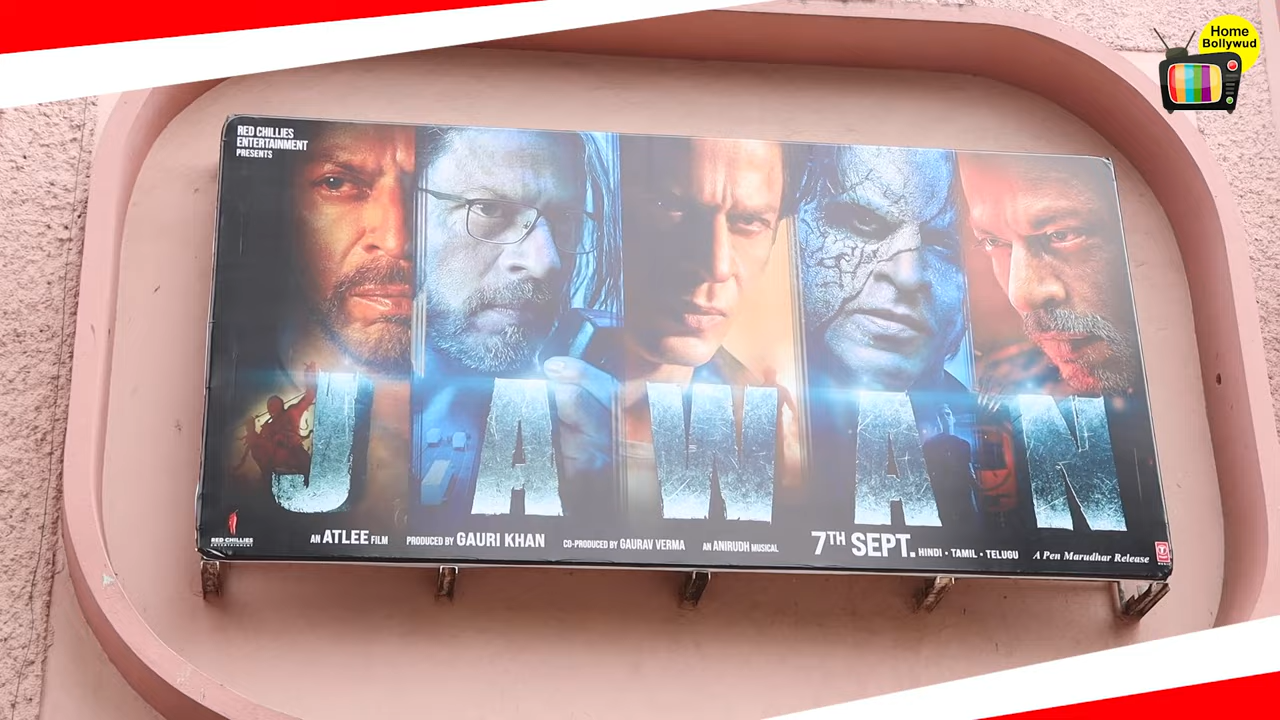 Home
Bollywud
RED CHILLIES
ENTERTAINMENT
PRESENTS
JAWAN
RED CHILLIES
ENTERTAINMENT
AN ATLEE FILM PRODUCED BY GAURI KHAN CO-PRODUCED BY GAURAV VERMA AN ANIRUDH MUSICAL 7TH SEPT. HINDI • TAMIL • TELUGU A Pen Marudhar Release